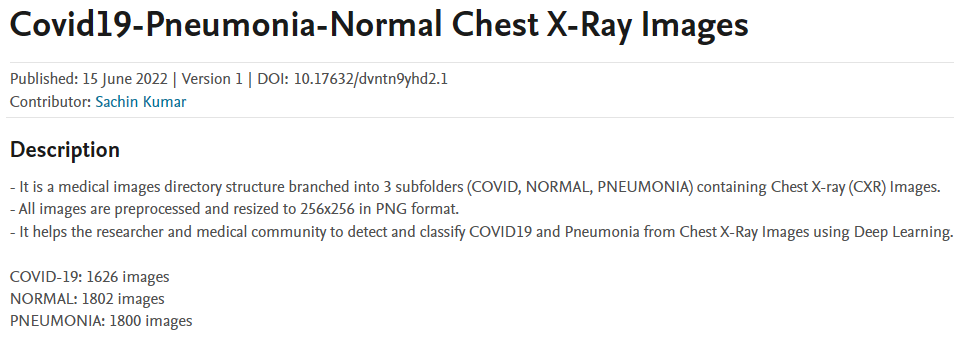 Covid19-Pneumonia-Normal Chest X-Ray Images
Published: 15 June 2022 | Version 1 | DOI: 10.17632/dvntn9yhd2.1
Contributor: Sachin Kumar
Description
- It is a medical images directory structure branched into 3 subfolders (COVID, NORMAL, PNEUMONIA) containing Chest X-ray (CXR) Images.
- All images are preprocessed and resized to 256x256 in PNG format.
- It helps the researcher and medical community to detect and classify COVID19 and Pneumonia from Chest X-Ray Images using Deep Learning.
COVID-19: 1626 images
NORMAL: 1802 images
PNEUMONIA: 1800 images